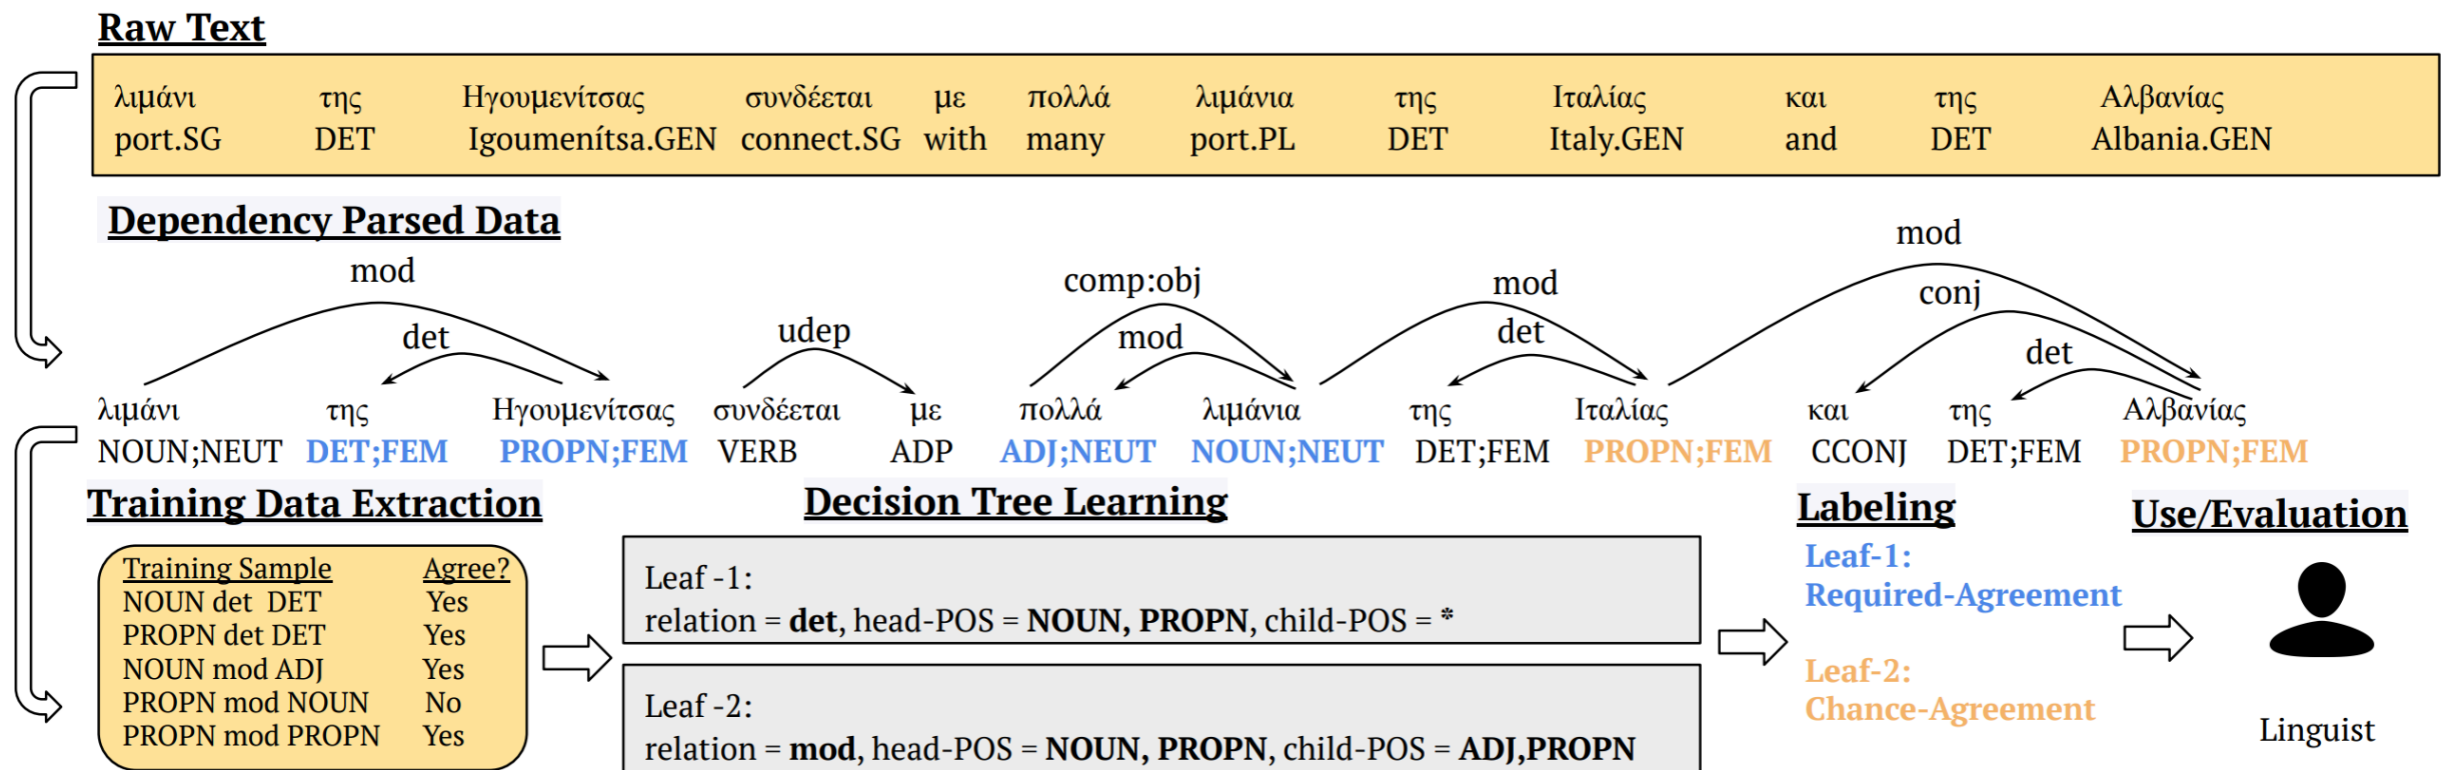 Raw Text
λιμάνι της Ηγουμενίτσας συνδέεται με πολλά λιμάνια της Ιταλίας και της Αλβανίας
port.SG DET Igoumenítsa.GEN connect.SG with many port.PL DET Italy.GEN and DET Albania.GEN
Dependency Parsed Data
mod
det
udep
comp:obj
mod
mod
det
mod
conj
det
λιμάνι της Ηγουμενίτσας συνδέεται με πολλά λιμάνια της Ιταλίας και της Αλβανίας
NOUN;NEUT DET;FEM PROPN;FEM VERB ADP ADJ;NEUT NOUN;NEUT DET;FEM PROPN;FEM CCONJ DET;FEM PROPN;FEM
Training Data Extraction
Training Sample Agree?
NOUN det DET Yes
PROPN det DET Yes
NOUN mod ADJ Yes
PROPN mod NOUN No
PROPN mod PROPN Yes
Decision Tree Learning
Leaf -1:
relation = det, head-POS = NOUN, PROPN, child-POS = *
Leaf -2:
relation = mod, head-POS = NOUN, PROPN, child-POS = ADJ,PROPN
Labeling
Leaf-1:
Required-Agreement
Leaf-2:
Chance-Agreement
Use/Evaluation
Linguist